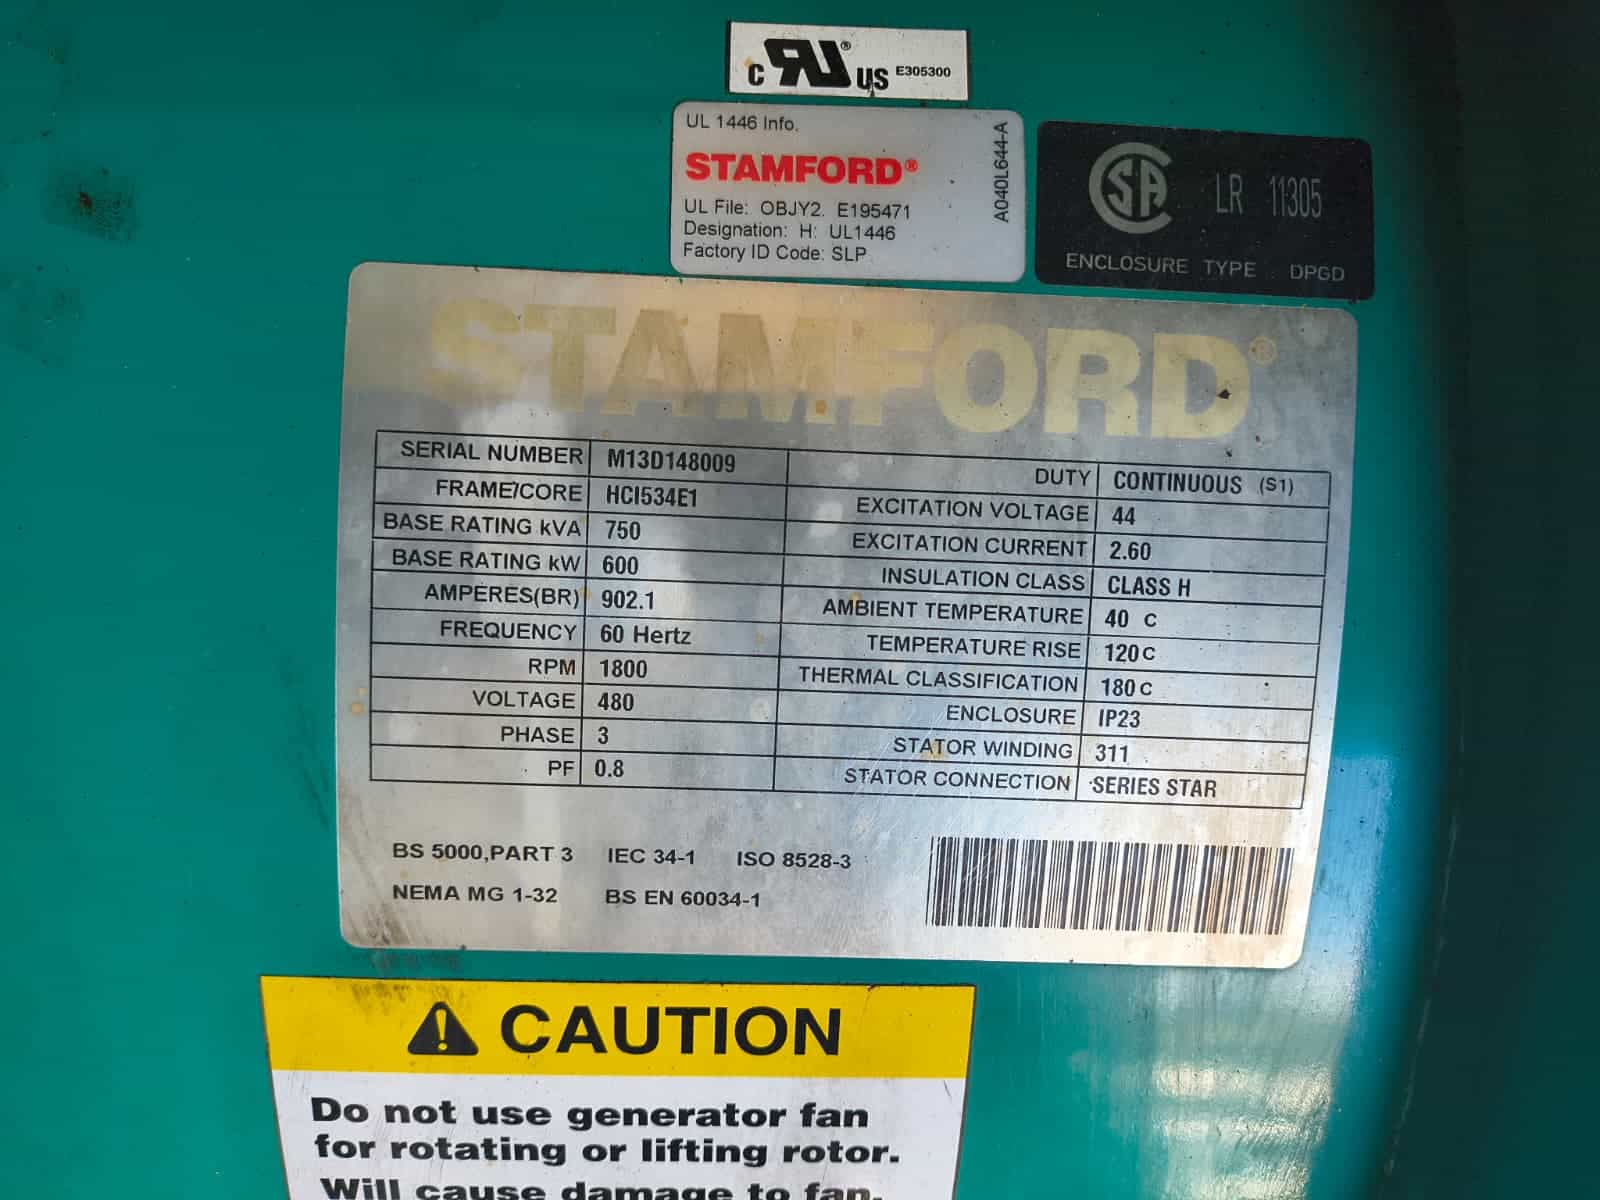 c RU® US E305300
UL 1446 Info.
STAMFORD®
UL File: OBJY2. E195471
Designation: H: UL1446
Factory ID Code: SLP
A040L644-A
CSA LR 11305
ENCLOSURE TYPE DPGD
STAMFORD®
SERIAL NUMBER M13D148009
FRAME/CORE HCI534E1
BASE RATING kVA 750
BASE RATING kW 600
AMPERES(BR) 902.1
FREQUENCY 60 Hertz
RPM 1800
VOLTAGE 480
PHASE 3
PF 0.8
DUTY CONTINUOUS (S1)
EXCITATION VOLTAGE 44
EXCITATION CURRENT 2.60
INSULATION CLASS CLASS H
AMBIENT TEMPERATURE 40 C
TEMPERATURE RISE 120 C
THERMAL CLASSIFICATION 180 C
ENCLOSURE IP23
STATOR WINDING 311
STATOR CONNECTION SERIES STAR
BS 5000,PART 3 IEC 34-1 ISO 8528-3
NEMA MG 1-32 BS EN 60034-1
CAUTION
Do not use generator fan
for rotating or lifting rotor.
Will cause damage to fan.